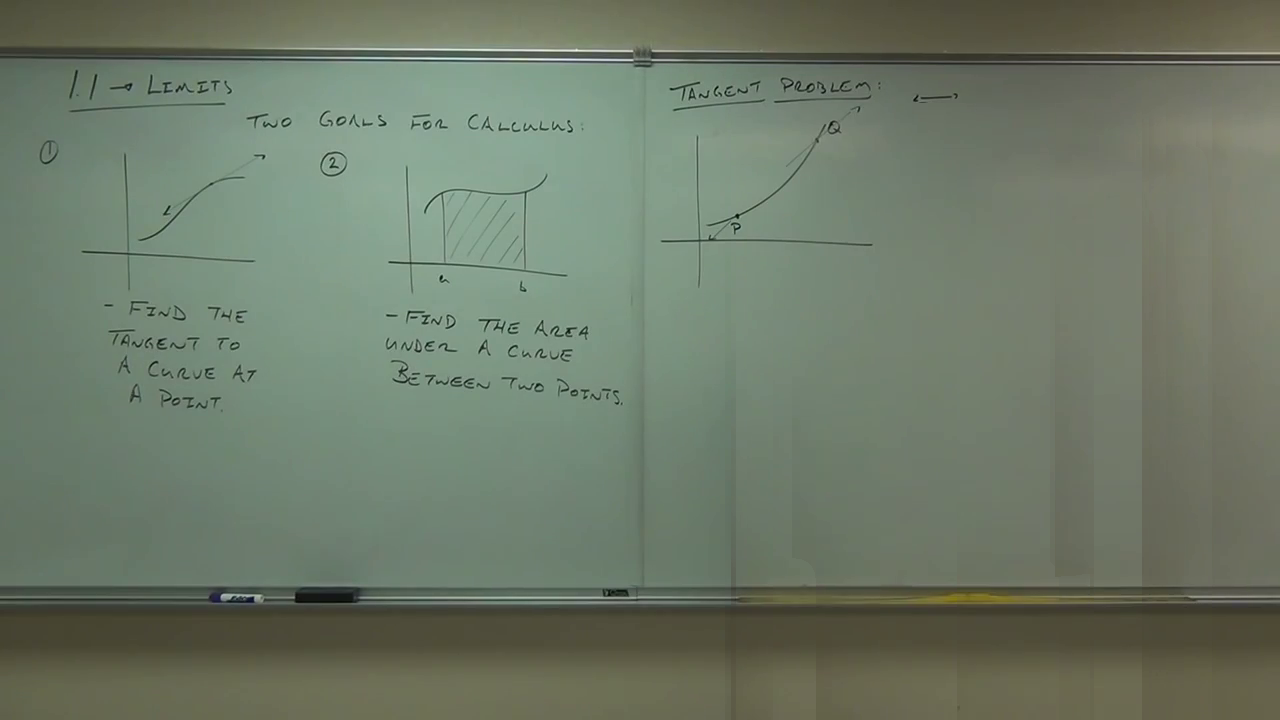 1.1 → LIMITS
TWO GOALS FOR CALCULUS:
①
②
a
b
- FIND THE
TANGENT TO
A CURVE AT
A POINT.
- FIND THE AREA
UNDER A CURVE
BETWEEN TWO POINTS.
TANGENT PROBLEM:
Q
P